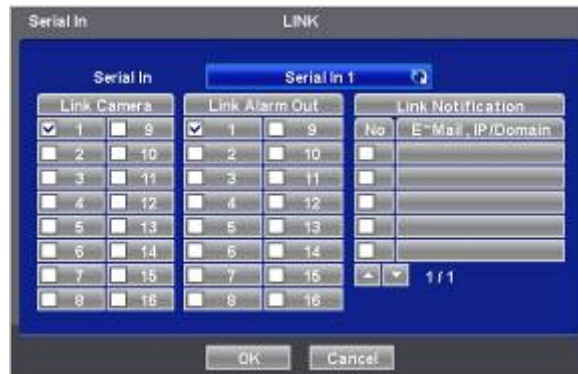 Serial In LINK
Serial In Serial In 1
Link Camera Link Alarm Out Link Notification
1 9 1 9 No E-Mail, IP/Domain
2 10 2 10
3 11 3 11
4 12 4 12
5 13 5 13
6 14 6 14
7 15 7 15 1/1
8 16 8 16
OK Cancel